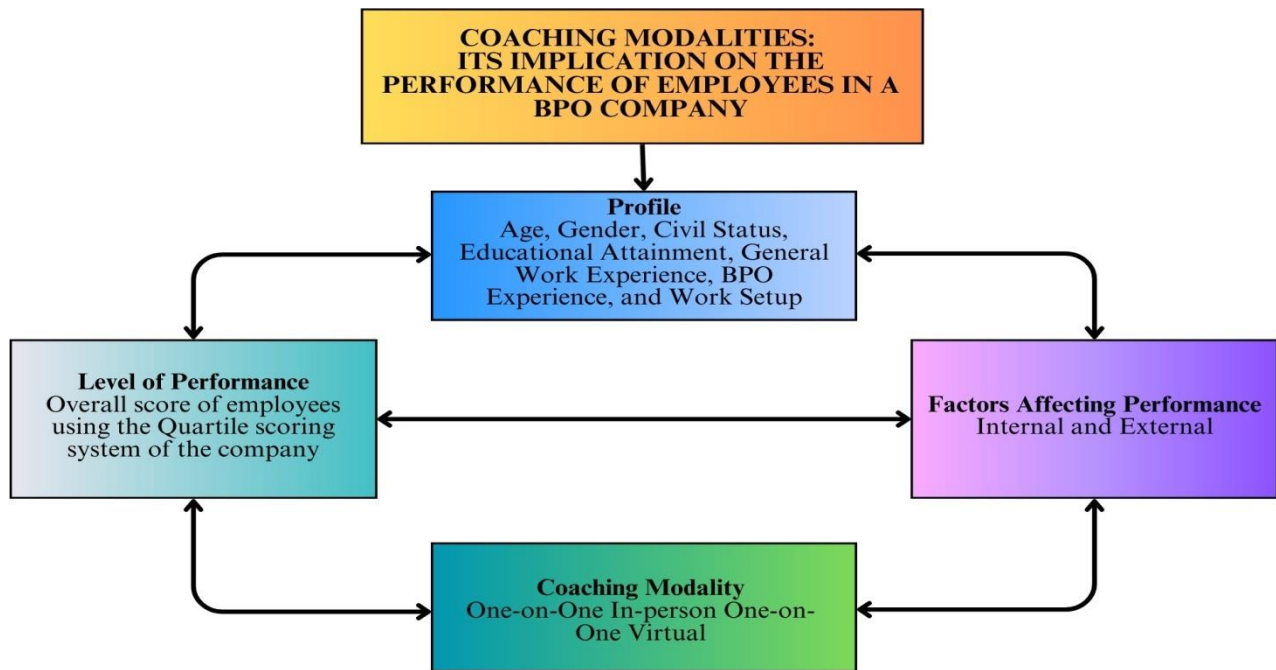 COACHING MODALITIES:
ITS IMPLICATION ON THE
PERFORMANCE OF EMPLOYEES IN A
BPO COMPANY
Profile
Age, Gender, Civil Status,
Educational Attainment, General
Work Experience, BPO
Experience, and Work Setup
Level of Performance
Overall score of employees
using the Quartile scoring
system of the company
Factors Affecting Performance
Internal and External
Coaching Modality
One-on-One In-person One-on-
One Virtual